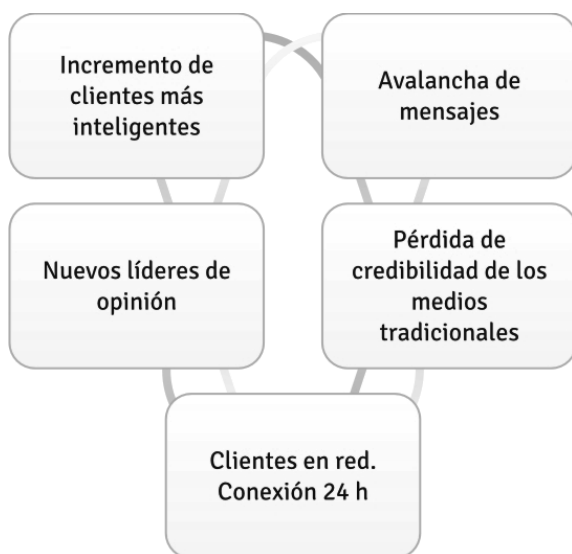 Incremento de
clientes más
inteligentes
Avalancha de
mensajes
Nuevos líderes de
opinión
Pérdida de
credibilidad de los
medios
tradicionales
Clientes en red.
Conexión 24 h